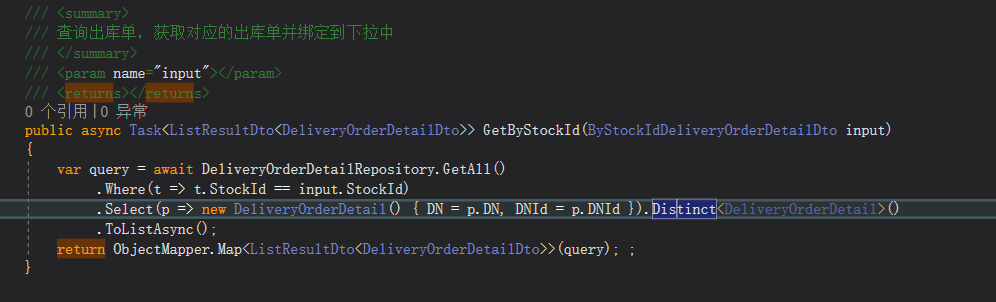 /// <summary>
/// 查询出库单，获取对应的出库单并绑定到下拉中
/// </summary>
/// <param name="input"></param>
/// <returns></returns>
0 个引用|0 异常
public async Task<ListResultDto<DeliveryOrderDetailDto>> GetByStockId(ByStockIdDeliveryOrderDetailDto input)
{
var query = await DeliveryOrderDetailRepository.GetAll()
.Where(t => t.StockId == input.StockId)
.Select(p => new DeliveryOrderDetail() { DN = p.DN, DNId = p.DNId }).Distinct<DeliveryOrderDetail>()
.ToListAsync();
return ObjectMapper.Map<ListResultDto<DeliveryOrderDetailDto>>(query); ;
}